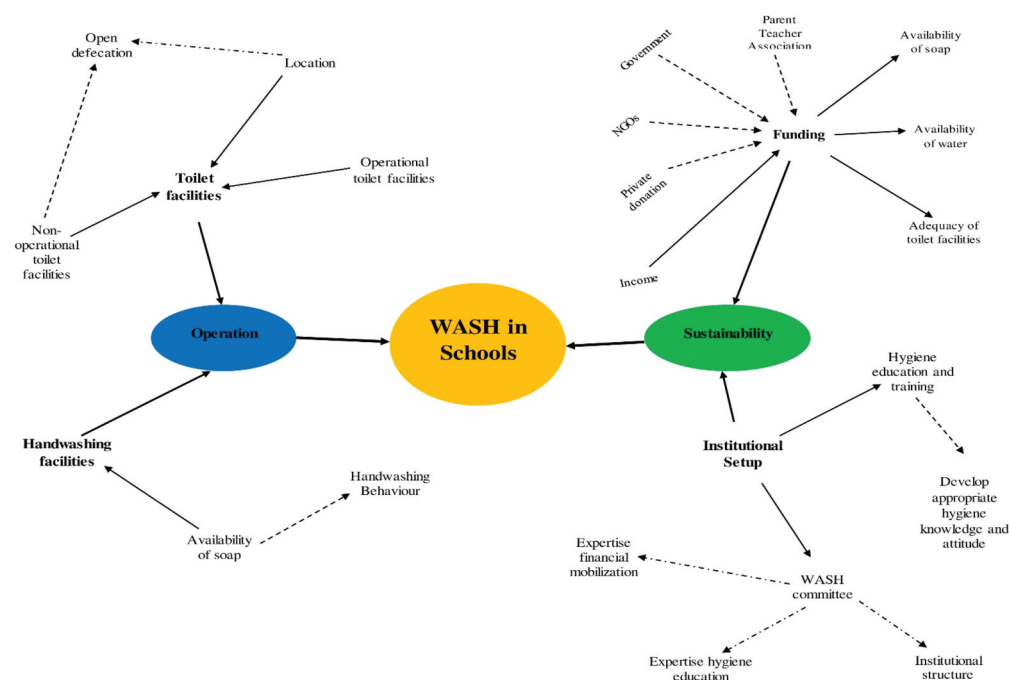 Open
defecation
Location
Toilet
facilities
Operational
toilet facilities
Non-
operational
toilet
facilities
Government
Parent
Teacher
Association
Availability
of soap
NGOs
Funding
Availability
of water
Private
donation
Adequacy of
toilet facilities
Income
Operation
WASH in
Schools
Sustainability
Hygiene
education and
training
Handwashing
facilities
Institutional
Setup
Handwashing
Behaviour
Develop
appropriate
hygiene
knowledge and
attitude
Availability
of soap
Expertise
financial
mobilization
WASH
committee
Expertise hygiene
education
Institutional
structure